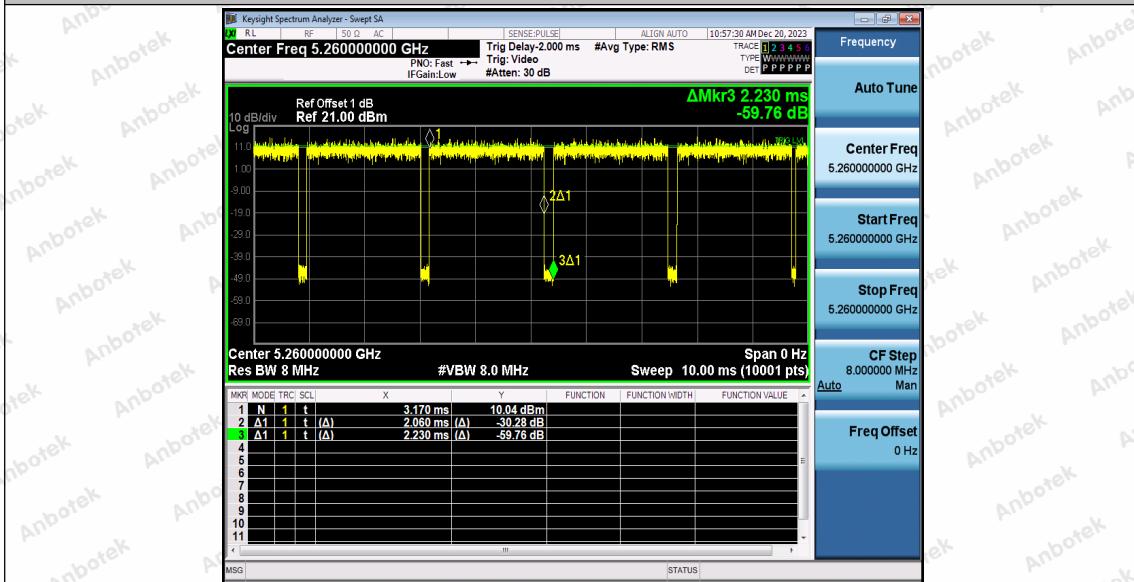 Keysight Spectrum Analyzer - Swept SA
RL RF 50 Ω AC SENSE:PULSE ALIGN AUTO 10:57:30 AM Dec 20, 2023
Center Freq 5.260000000 GHz
PNO: Fast
IFGain:Low
Trig Delay-2.000 ms
Trig: Video
#Atten: 30 dB
#Avg Type: RMS
TRACE 1 2 3 4 5 6
TYPE WWWWWW
DET P P P P P P
Frequency
ΔMkr3 2.230 ms
-59.76 dB
Ref Offset 1 dB
10 dB/div Ref 21.00 dBm
Log
11.0
1.00
-9.00
-19.0
-29.0
-39.0
-49.0
-59.0
-69.0
1
2Δ1
3Δ1
TRIG LVL
Center 5.260000000 GHz Span 0 Hz
Res BW 8 MHz #VBW 8.0 MHz Sweep 10.00 ms (10001 pts)
MKR MODE TRC SCL X Y FUNCTION FUNCTION WIDTH FUNCTION VALUE
1 N 1 t 3.170 ms 10.04 dBm
2 Δ1 1 t (Δ) 2.060 ms (Δ) -30.28 dB
3 Δ1 1 t (Δ) 2.230 ms (Δ) -59.76 dB
4
5
6
7
8
9
10
11
MSG STATUS
Auto Tune
Center Freq
5.260000000 GHz
Start Freq
5.260000000 GHz
Stop Freq
5.260000000 GHz
CF Step
8.000000 MHz
Auto Man
Freq Offset
0 Hz
Anbotek